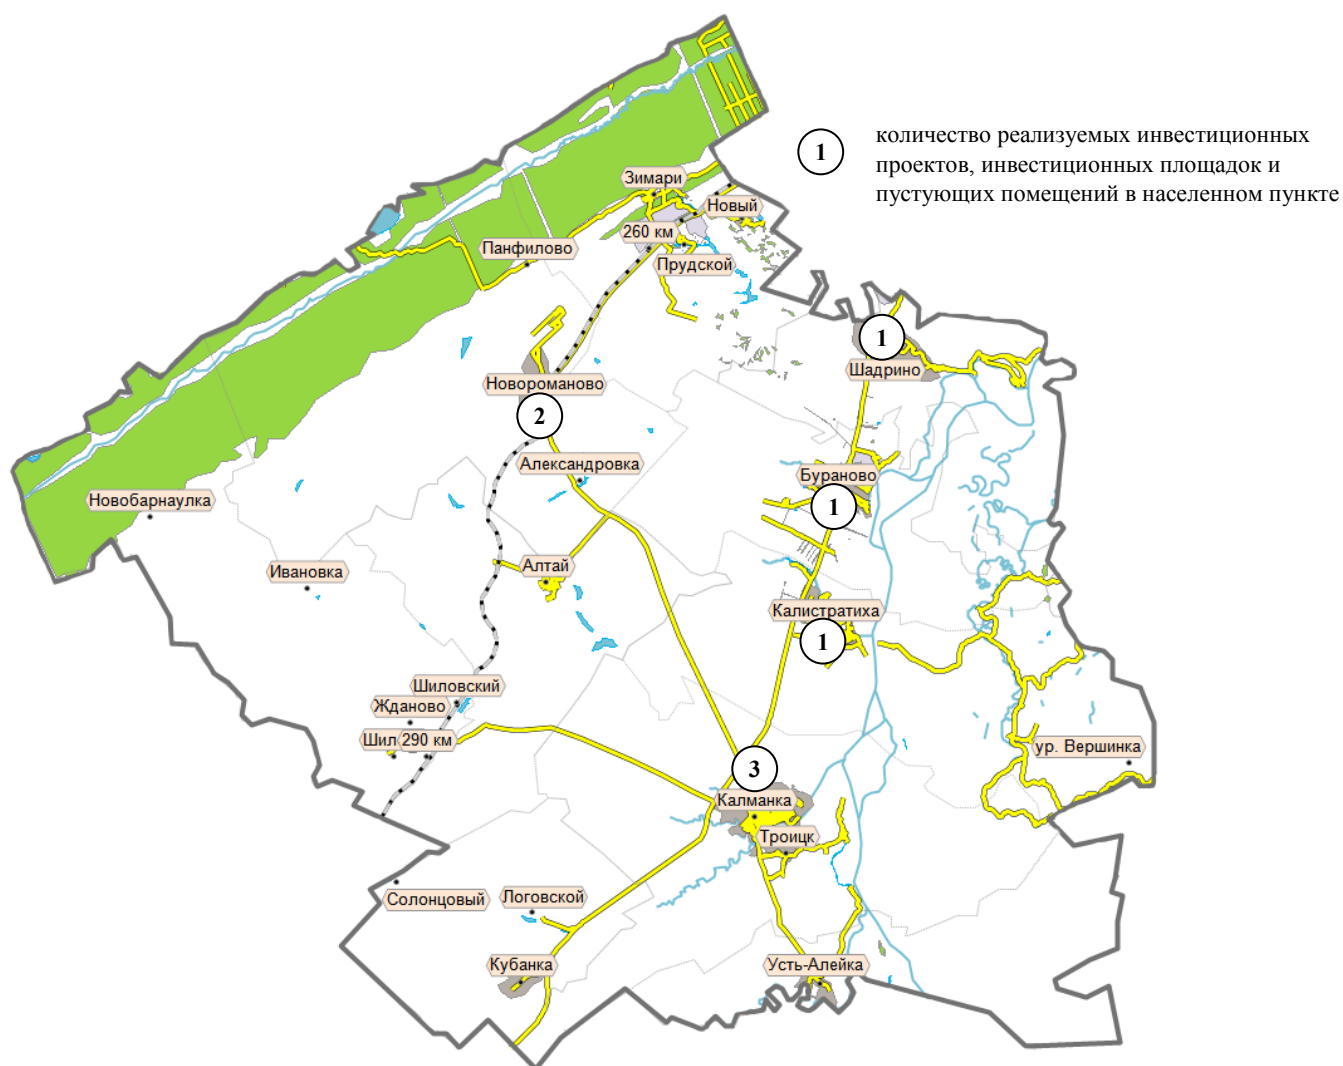 1
количество реализуемых инвестиционных
проектов, инвестиционных площадок и
пустующих помещений в населенном пункте
Зимари
Новый
260 км
Панфилово
Прудской
1
Шадрино
Новороманово
2
Александровка
Бураново
1
Новобарнаулка
Ивановка
Алтай
Калистратиха
1
Шиловский
Жданово
Шил
290 км
ур. Вершинка
3
Калманка
Троицк
Солонцовый
Логовской
Кубанка
Усть-Алейка